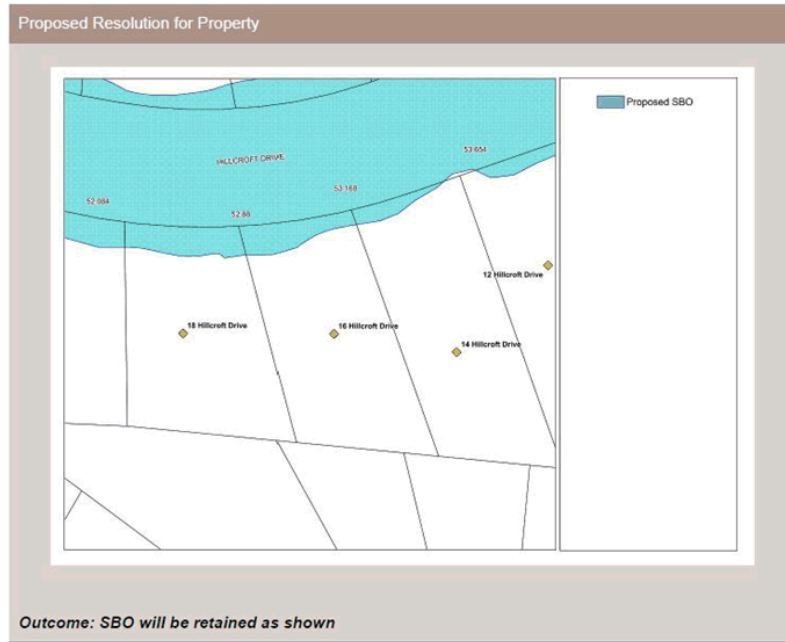 Proposed Resolution for Property
Proposed SBO
HILLCROFT DRIVE
53 654
53 168
52 984
52 88
12 Hillcroft Drive
18 Hillcroft Drive
16 Hillcroft Drive
14 Hillcroft Drive
Outcome: SBO will be retained as shown